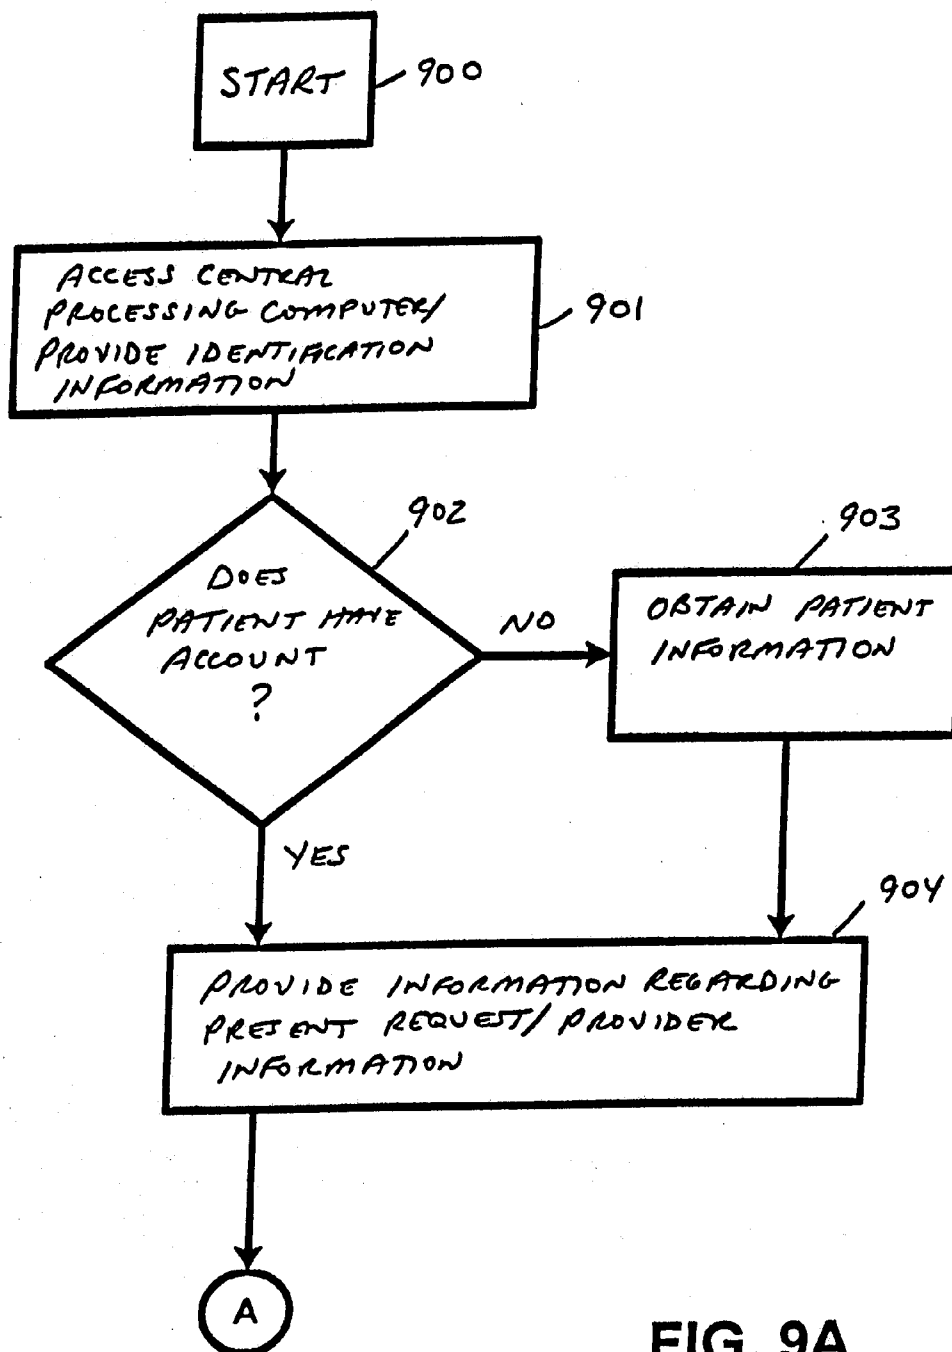 START
900
ACCESS CENTRAL
PROCESSING COMPUTER/
PROVIDE IDENTIFICATION
INFORMATION
901
902
DOES
PATIENT HAVE
ACCOUNT
?
NO
903
OBTAIN PATIENT
INFORMATION
YES
904
PROVIDE INFORMATION REGARDING
PRESENT REQUEST/PROVIDER
INFORMATION
A
FIG. 9A